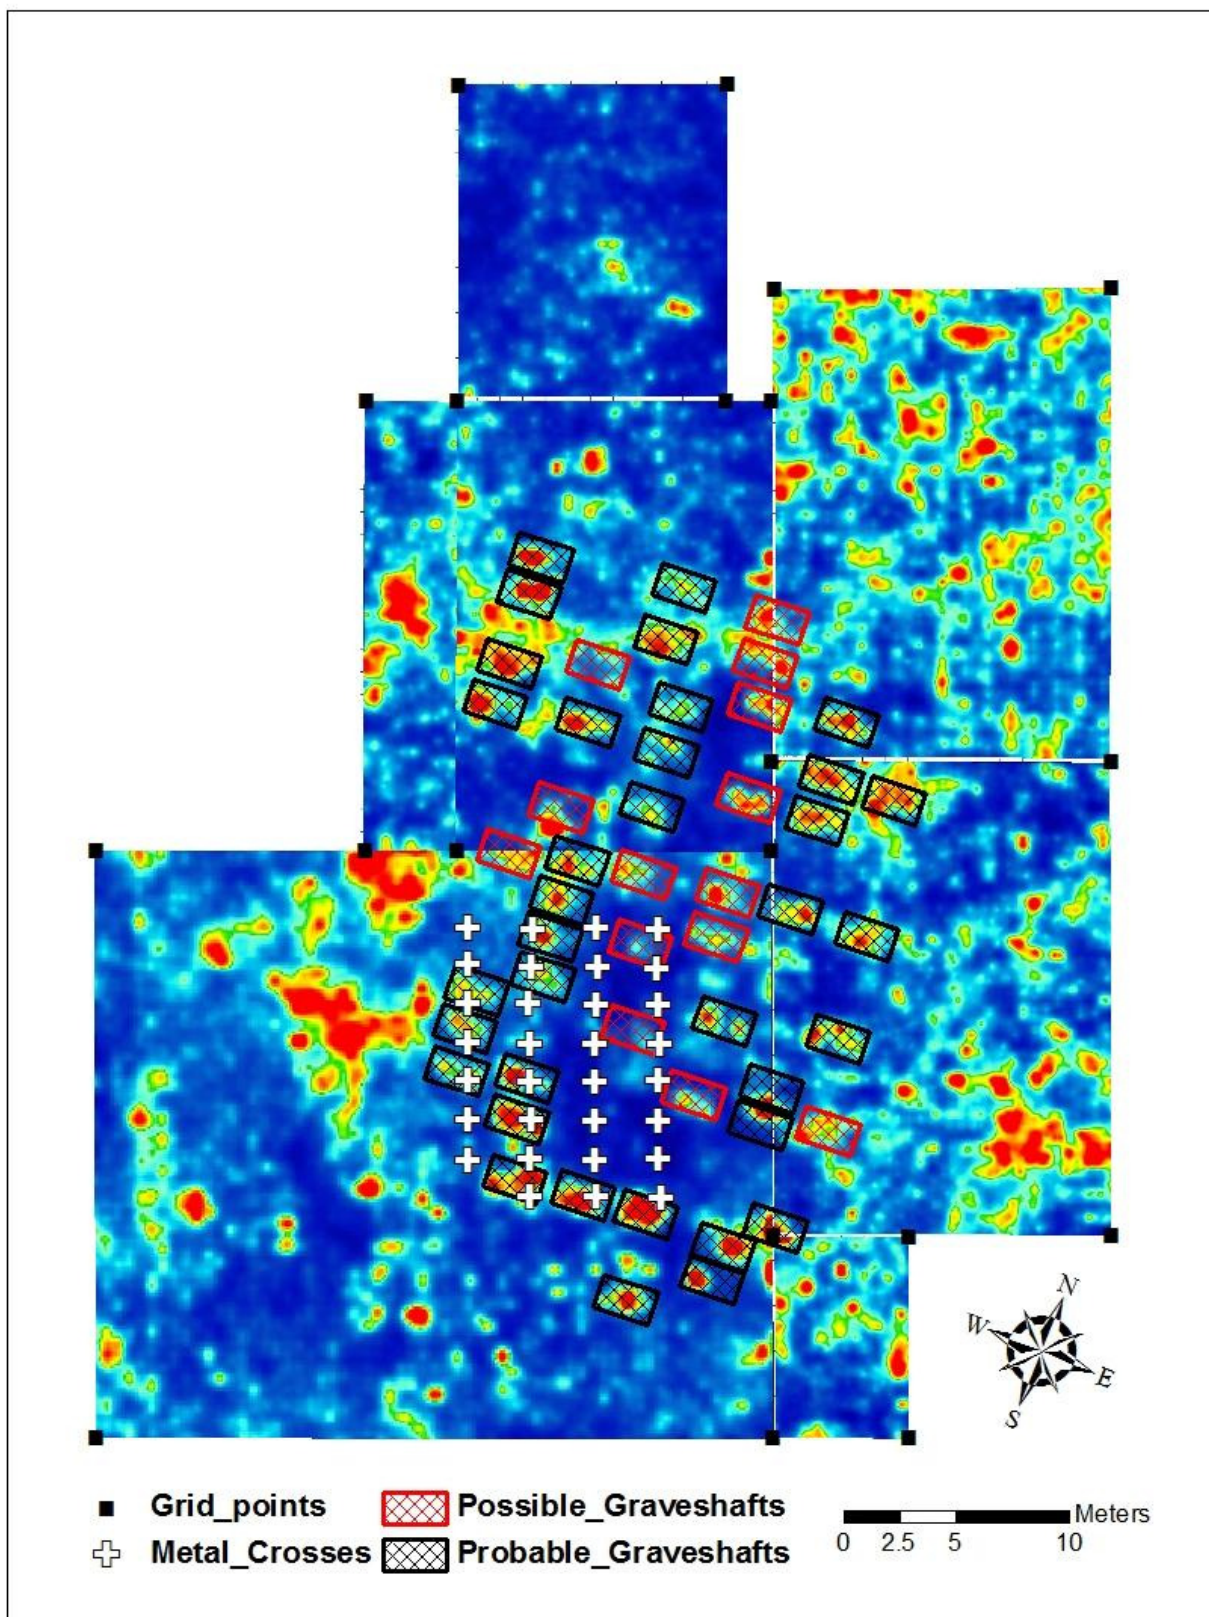 N
W
E
S
Grid_points Possible_Graveshafts
Metal_Crosses Probable_Graveshafts
Meters
0 2.5 5 10